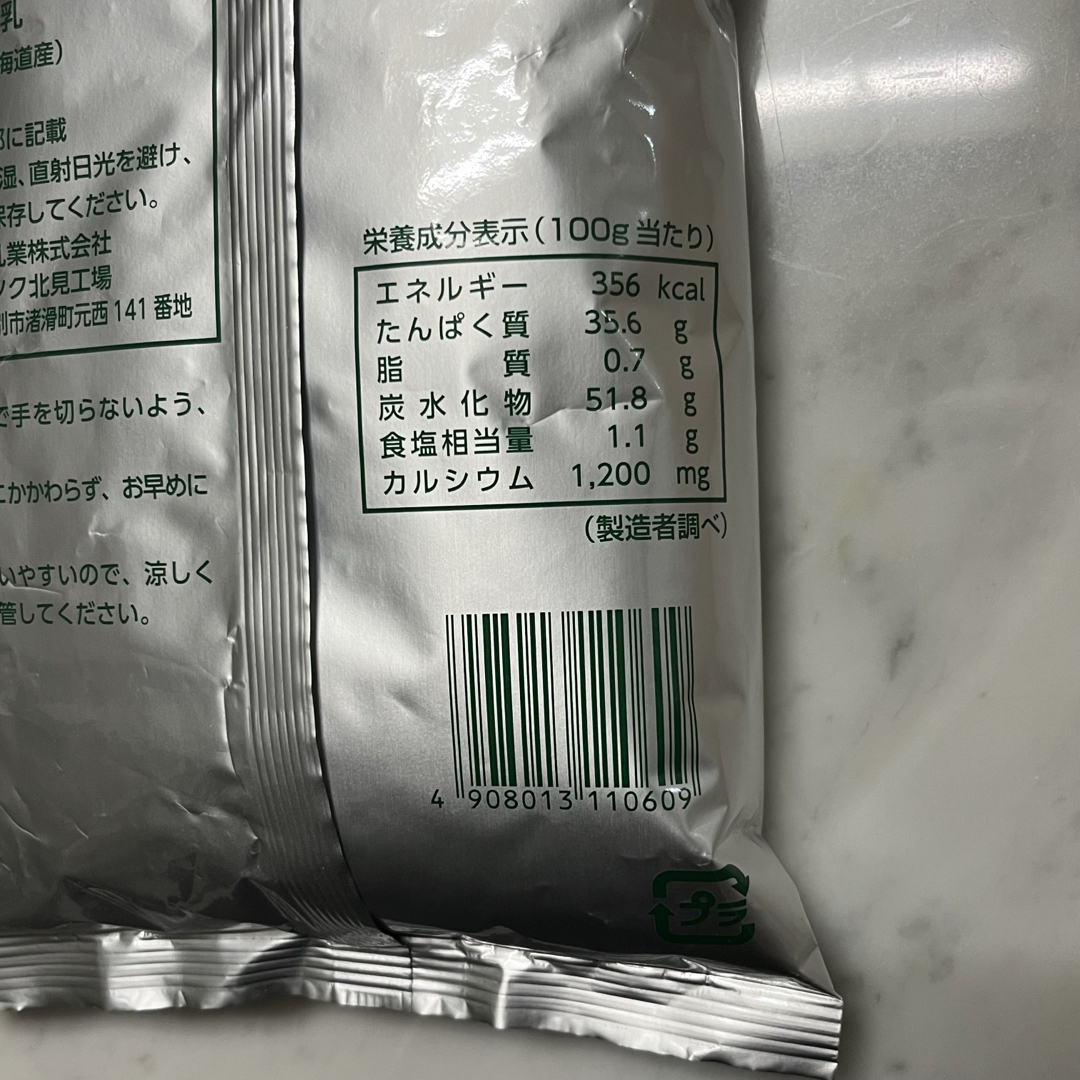 乳
海道産)
に記載
湿、直射日光を避け、
保存してください。
乳業株式会社
ック北見工場
別市渚滑町元西 141 番地
で手を切らないよう、
にかかわらず、お早めに
いやすいので、涼しく
管してください。
栄養成分表示(100g当たり)
エネルギー 356 kcal
たんぱく質 35.6 g
脂質 0.7 g
炭水化物 51.8 g
食塩相当量 1.1 g
カルシウム 1,200 mg
(製造者調べ)
4 908013 110609
プラ